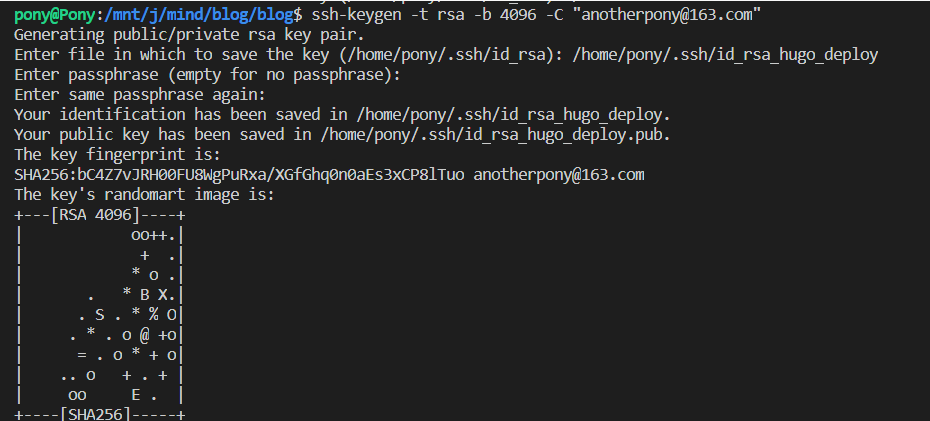 pony@Pony:/mnt/j/mind/blog/blog$ ssh-keygen -t rsa -b 4096 -C "anotherpony@163.com"
Generating public/private rsa key pair.
Enter file in which to save the key (/home/pony/.ssh/id_rsa): /home/pony/.ssh/id_rsa_hugo_deploy
Enter passphrase (empty for no passphrase):
Enter same passphrase again:
Your identification has been saved in /home/pony/.ssh/id_rsa_hugo_deploy.
Your public key has been saved in /home/pony/.ssh/id_rsa_hugo_deploy.pub.
The key fingerprint is:
SHA256:bC4Z7vJRH00FU8WgPuRxa/XGfGhq0n0aEs3xCP8lTuo anotherpony@163.com
The key's randomart image is:
+---[RSA 4096]----+
|            oo++.|
|             +  .|
|            * o .|
|       .   * B X.|
|      . S . * % O|
|     . * . o @ +o|
|      = . o * + o|
|    .. o   + . + |
|     oo     E .  |
+----[SHA256]-----+